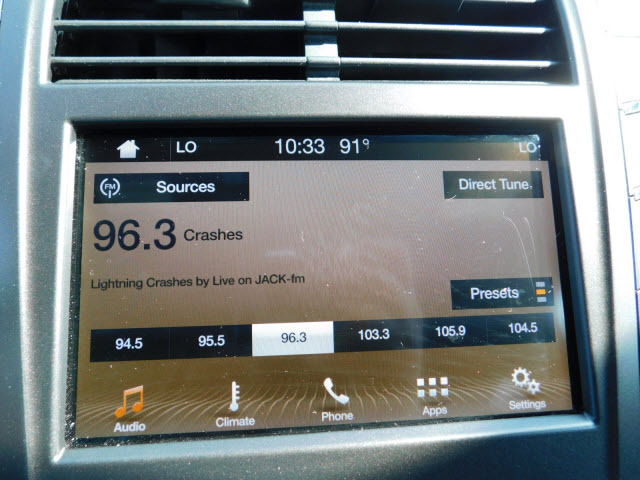 LO 10:33 91° LO
FM Sources Direct Tune
96.3 Crashes
Lightning Crashes by Live on JACK-fm
Presets
94.5 95.5 96.3 103.3 105.9 104.5
Audio Climate Phone Apps Settings